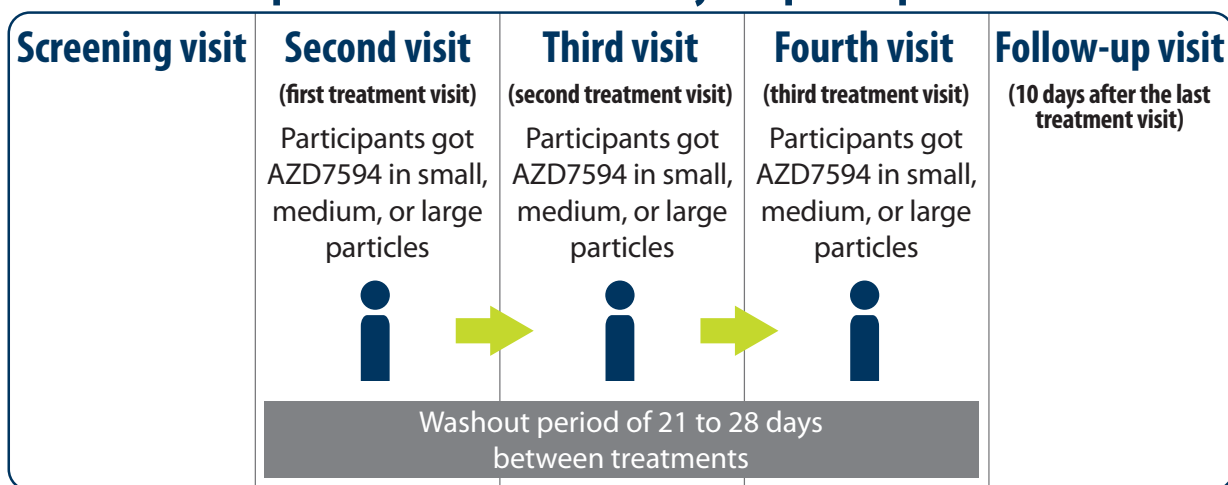 Screening visit
Second visit
(first treatment visit)
Participants got
AZD7594 in small,
medium, or large
particles
Third visit
(second treatment visit)
Participants got
AZD7594 in small,
medium, or large
particles
Fourth visit
(third treatment visit)
Participants got
AZD7594 in small,
medium, or large
particles
Follow-up visit
(10 days after the last
treatment visit)
Washout period of 21 to 28 days
between treatments